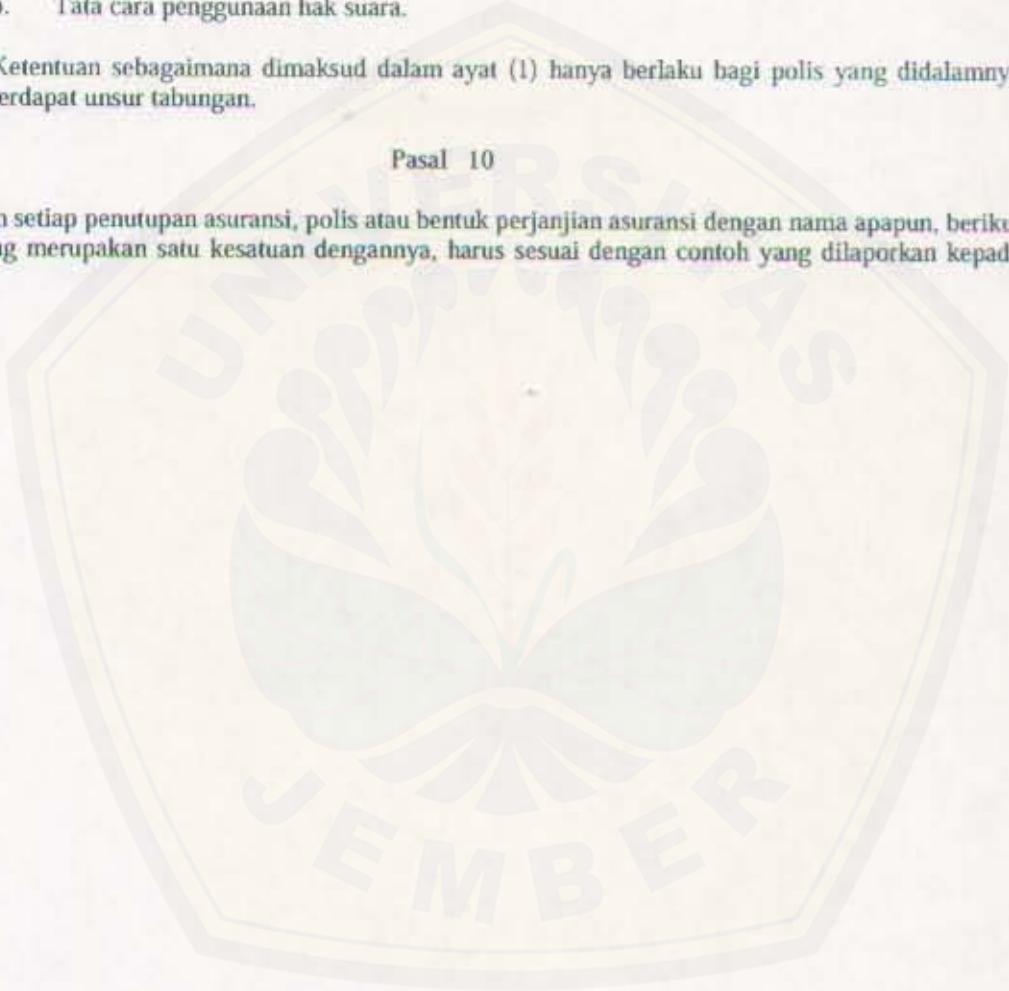 Tata cara penggunaan hak suara.
Ketentuan sebagaimana dimaksud dalam ayat (1) hanya berlaku bagi polis yang didalamny
erdapat unsur tabungan.
Pasal 10
setiap penutupan asuransi, polis atau bentuk perjanjian asuransi dengan nama apapun, beriku
merupakan satu kesatuan dengannya, harus sesuai dengan contoh yang dilaporkan kepad
UNIVERSITAS
JEMBER